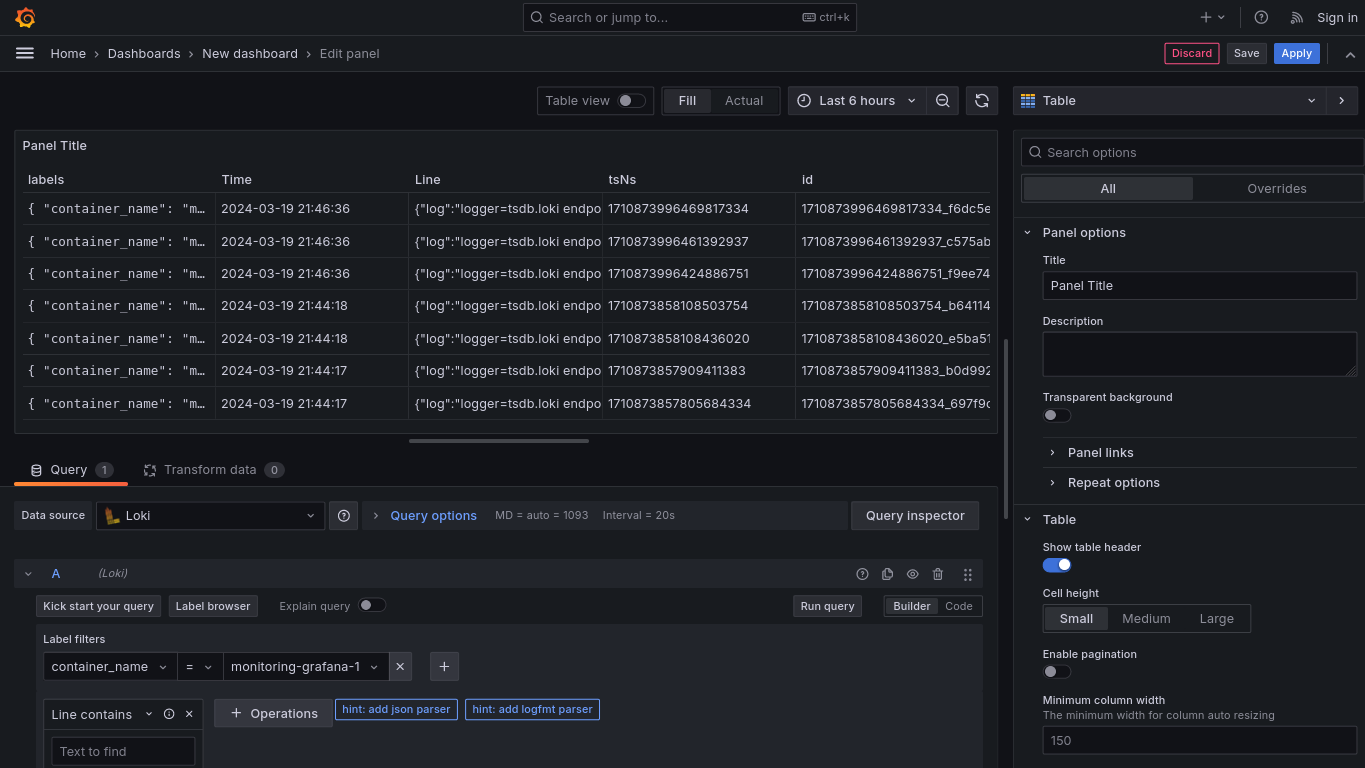 Search or jump to... ctrl+k Sign in
Home › Dashboards › New dashboard › Edit panel Discard Save Apply
Table view Fill Actual Last 6 hours Table
Panel Title
labels Time Line tsNs id
{ "container_name": "m… 2024-03-19 21:46:36 {"log":"logger=tsdb.loki endpo 1710873996469817334 1710873996469817334_f6dc5e
{ "container_name": "m… 2024-03-19 21:46:36 {"log":"logger=tsdb.loki endpo 1710873996461392937 1710873996461392937_c575ab
{ "container_name": "m… 2024-03-19 21:46:36 {"log":"logger=tsdb.loki endpo 1710873996424886751 1710873996424886751_f9ee74
{ "container_name": "m… 2024-03-19 21:44:18 {"log":"logger=tsdb.loki endpo 1710873858108503754 1710873858108503754_b64114
{ "container_name": "m… 2024-03-19 21:44:18 {"log":"logger=tsdb.loki endpo 1710873858108436020 1710873858108436020_e5ba51
{ "container_name": "m… 2024-03-19 21:44:17 {"log":"logger=tsdb.loki endpo 1710873857909411383 1710873857909411383_b0d992
{ "container_name": "m… 2024-03-19 21:44:17 {"log":"logger=tsdb.loki endpo 1710873857805684334 1710873857805684334_697f9c
Query 1 Transform data 0
Data source Loki Query options MD = auto = 1093 Interval = 20s Query inspector
A (Loki)
Kick start your query Label browser Explain query Run query Builder Code
Label filters
container_name = monitoring-grafana-1
Line contains Operations hint: add json parser hint: add logfmt parser
Text to find
Search options
All Overrides
Panel options
Title
Panel Title
Description
Transparent background
Panel links
Repeat options
Table
Show table header
Cell height
Small Medium Large
Enable pagination
Minimum column width
The minimum width for column auto resizing
150